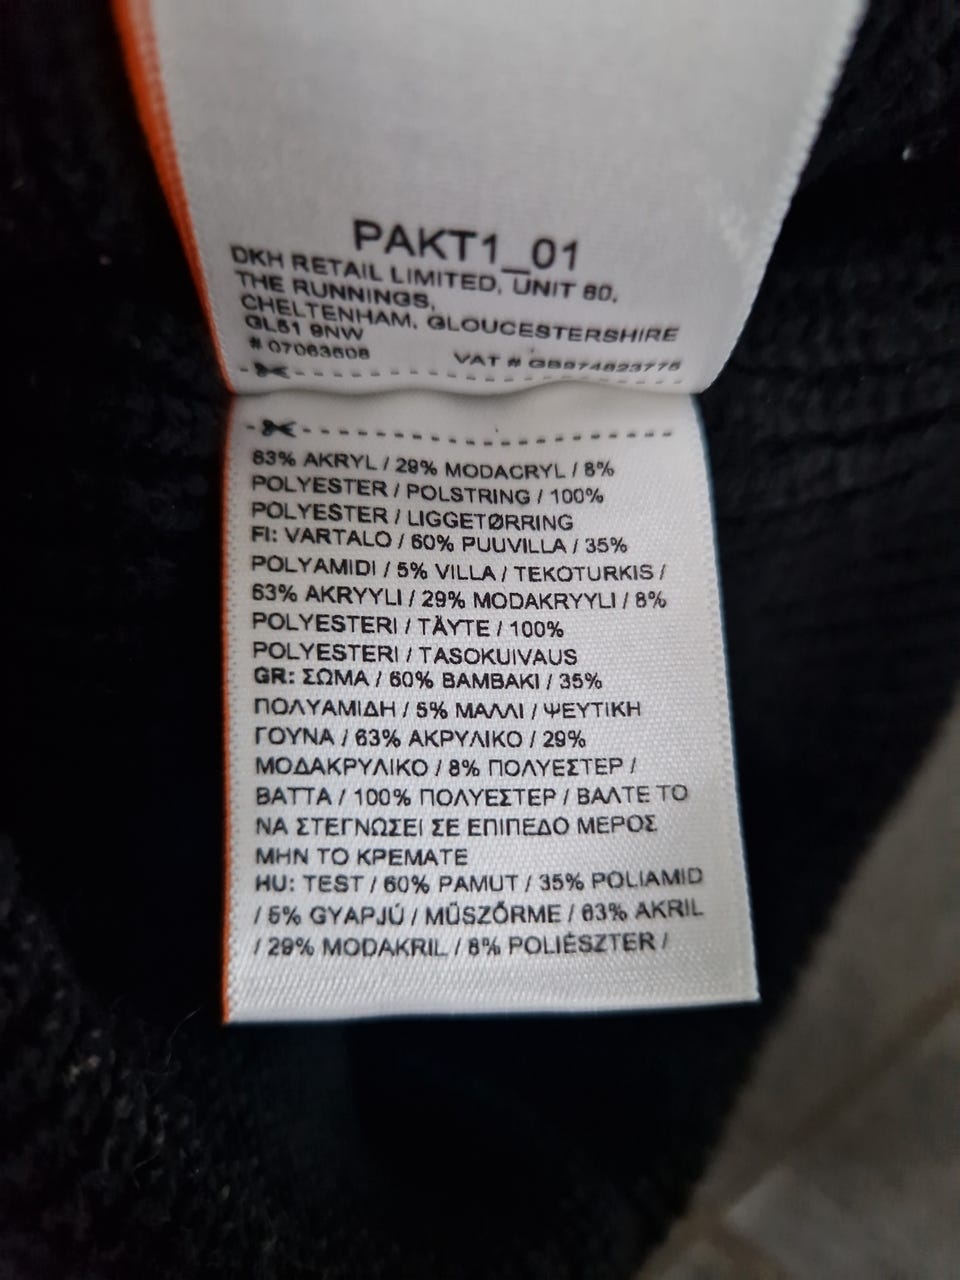 PAKT1_01
DKH RETAIL LIMITED, UNIT 60,
THE RUNNINGS,
CHELTENHAM, GLOUCESTERSHIRE
GL51 9NW
# 07063508
VAT # GB974823775
63% AKRYL / 29% MODACRYL / 8%
POLYESTER / POLSTRING / 100%
POLYESTER / LIGGETØRRING
FI: VARTALO / 60% PUUVILLA / 35%
POLYAMIDI / 5% VILLA / TEKOTURKIS /
63% AKRYYLI / 29% MODAKRYYLI / 8%
POLYESTERI / TÄYTE / 100%
POLYESTERI / TASOKUIVAUS
GR: ΣΩΜΑ / 60% ΒΑΜΒΑΚΙ / 35%
ΠΟΛΥΑΜΙΔΗ / 5% ΜΑΛΛΙ / ΨΕΥΤΙΚΗ
ΓΟΥΝΑ / 63% ΑΚΡΥΛΙΚΟ / 29%
ΜΟΔΑΚΡΥΛΙΚΟ / 8% ΠΟΛΥΕΣΤΕΡ /
ΒΑΤΤΑ / 100% ΠΟΛΥΕΣΤΕΡ / ΒΑΛΤΕ ΤΟ
ΝΑ ΣΤΕΓΝΩΣΕΙ ΣΕ ΕΠΙΠΕΔΟ ΜΕΡΟΣ
ΜΗΝ ΤΟ ΚΡΕΜΑΤΕ
HU: TEST / 60% PAMUT / 35% POLIAMID
/ 5% GYAPJÚ / MŰSZŐRME / 63% AKRIL
/ 29% MODAKRIL / 8% POLIÉSZTER /